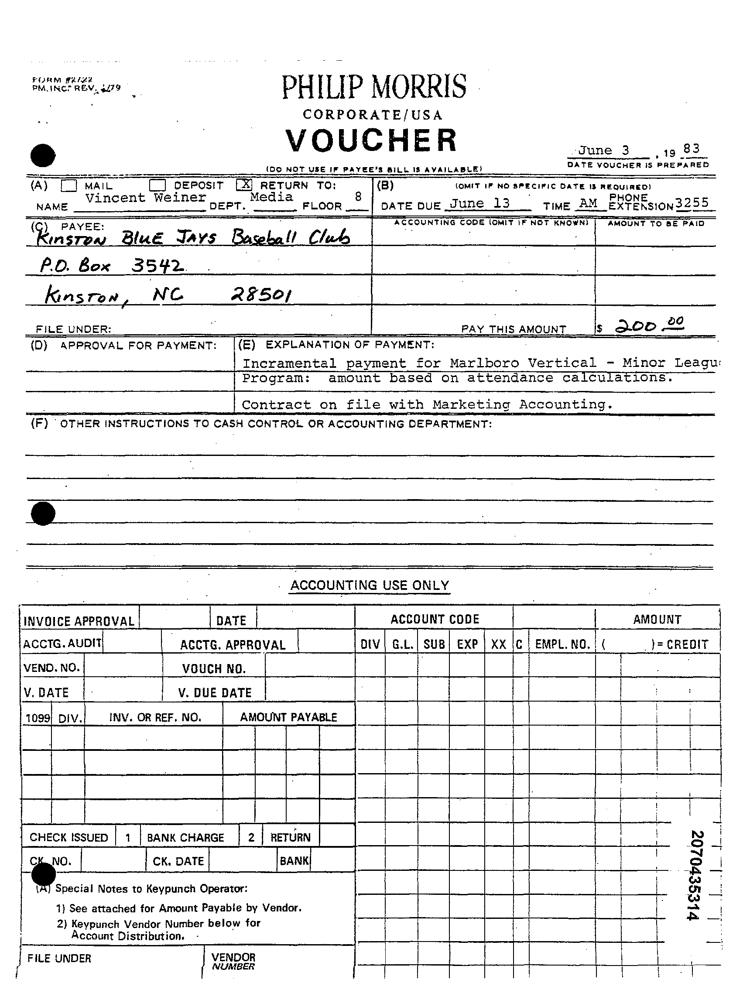 FORM #2722
PM. INC. REV. 1/79
PHILIP MORRIS
CORPORATE/USA
VOUCHER
(DO NOT USE IF PAYEE'S BILL IS AVAILABLE)
June 3, 19 83
DATE VOUCHER IS PREPARED
(A) MAIL DEPOSIT X RETURN TO:
NAME Vincent Weiner DEPT. Media FLOOR 8
(B) (OMIT IF NO SPECIFIC DATE IS REQUIRED)
DATE DUE June 13 TIME AM PHONE EXTENSION 3255
(C) PAYEE:
ACCOUNTING CODE (OMIT IF NOT KNOWN) AMOUNT TO BE PAID
KINSTON BLUE JAYS Baseball Club
P.O. Box 3542
KINSTON, NC 28501
FILE UNDER: PAY THIS AMOUNT $ 200.00
(D) APPROVAL FOR PAYMENT: (E) EXPLANATION OF PAYMENT:
Incramental payment for Marlboro Vertical - Minor Leagu
Program: amount based on attendance calculations.
Contract on file with Marketing Accounting.
(F) OTHER INSTRUCTIONS TO CASH CONTROL OR ACCOUNTING DEPARTMENT:
ACCOUNTING USE ONLY
INVOICE APPROVAL DATE ACCOUNT CODE AMOUNT
ACCTG. AUDIT ACCTG. APPROVAL DIV G.L. SUB EXP XX C EMPL. NO. ( ) = CREDIT
VEND. NO. VOUCH NO.
V. DATE V. DUE DATE
1099 DIV. INV. OR REF. NO. AMOUNT PAYABLE
CHECK ISSUED 1 BANK CHARGE 2 RETURN
CK. NO. CK. DATE BANK
(A) Special Notes to Keypunch Operator:
1) See attached for Amount Payable by Vendor.
2) Keypunch Vendor Number below for
Account Distribution.
FILE UNDER VENDOR NUMBER
2070435314